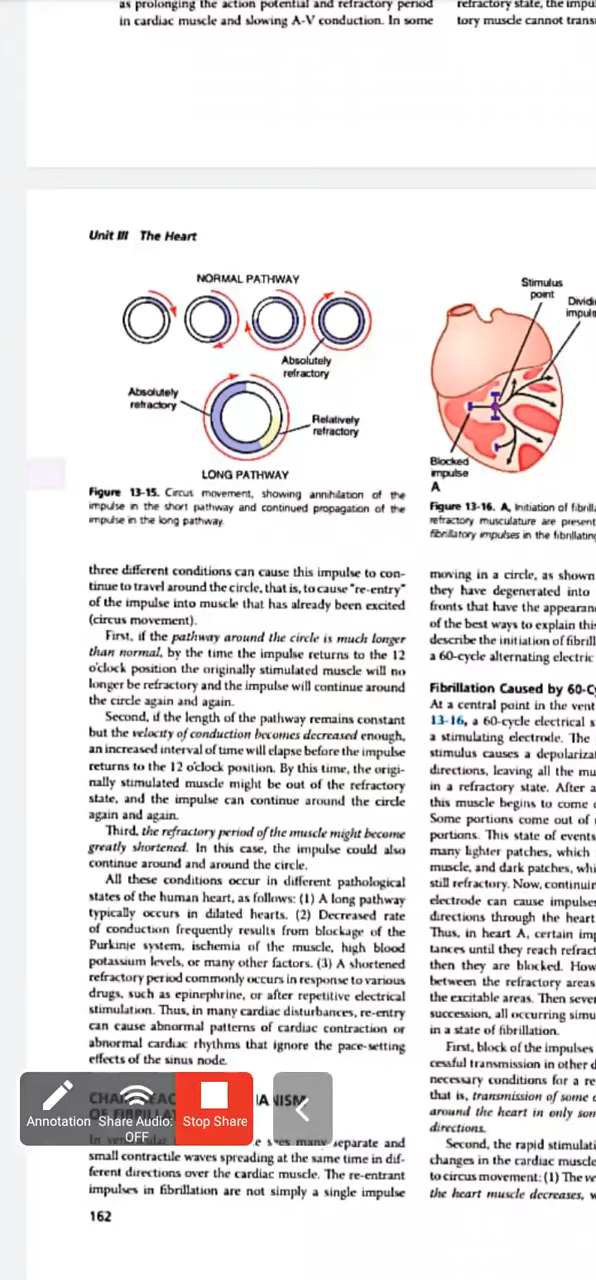 as prolonging the action potential and refractory period
in cardiac muscle and slowing A-V conduction. In some
refractory state, the impu
tory muscle cannot trans
Unit III The Heart
NORMAL PATHWAY
Absolutely
refractory
Absolutely
refractory
Relatively
refractory
LONG PATHWAY
Figure 13-15. Circus movement, showing annihilation of the
impulse in the short pathway and continued propagation of the
impulse in the long pathway.
three different conditions can cause this impulse to con-
tinue to travel around the circle, that is, to cause "re-entry"
of the impulse into muscle that has already been excited
(circus movement).
First, if the pathway around the circle is much longer
than normal, by the time the impulse returns to the 12
o'clock position the originally stimulated muscle will no
longer be refractory and the impulse will continue around
the circle again and again.
Second, if the length of the pathway remains constant
but the velocity of conduction becomes decreased enough,
an increased interval of time will elapse before the impulse
returns to the 12 o'clock position. By this time, the origi-
nally stimulated muscle might be out of the refractory
state, and the impulse can continue around the circle
again and again.
Third, the refractory period of the muscle might become
greatly shortened. In this case, the impulse could also
continue around and around the circle.
All these conditions occur in different pathological
states of the human heart, as follows: (1) A long pathway
typically occurs in dilated hearts. (2) Decreased rate
of conduction frequently results from blockage of the
Purkinje system, ischemia of the muscle, high blood
potassium levels, or many other factors. (3) A shortened
refractory period commonly occurs in response to various
drugs, such as epinephrine, or after repetitive electrical
stimulation. Thus, in many cardiac disturbances, re-entry
can cause abnormal patterns of cardiac contraction or
abnormal cardiac rhythms that ignore the pace-setting
effects of the sinus node.
many separate and
small contractile waves spreading at the same time in dif-
ferent directions over the cardiac muscle. The re-entrant
impulses in fibrillation are not simply a single impulse
162
Stimulus
point
Dividi
impuls
Blocked
impulse
A
Figure 13-16. A, Initiation of fibrilla
refractory musculature are present
fibrillatory impulses in the fibrillating
moving in a circle, as shown
they have degenerated into
fronts that have the appearan
of the best ways to explain this
describe the initiation of fibrill
a 60-cycle alternating electric
Fibrillation Caused by 60-Cy
At a central point in the vent
13-16, a 60-cycle electrical s
a stimulating electrode. The
stimulus causes a depolarizat
directions, leaving all the mu
in a refractory state. After a
this muscle begins to come o
Some portions come out of
portions. This state of events
many lighter patches, which
muscle, and dark patches, whi
still refractory. Now, continuin
electrode can cause impulses
directions through the heart
Thus, in heart A, certain imp
tances until they reach refract
then they are blocked. How
between the refractory areas
the excitable areas. Then sever
succession, all occurring simu
in a state of fibrillation.
First, block of the impulses
cessful transmission in other d
necessary conditions for a re
that is, transmission of some o
around the heart in only som
directions.
Second, the rapid stimulati
changes in the cardiac muscle
to circus movement: (1) The ve
the heart muscle decreases, w
Annotation
Share Audio:
OFF
Stop Share